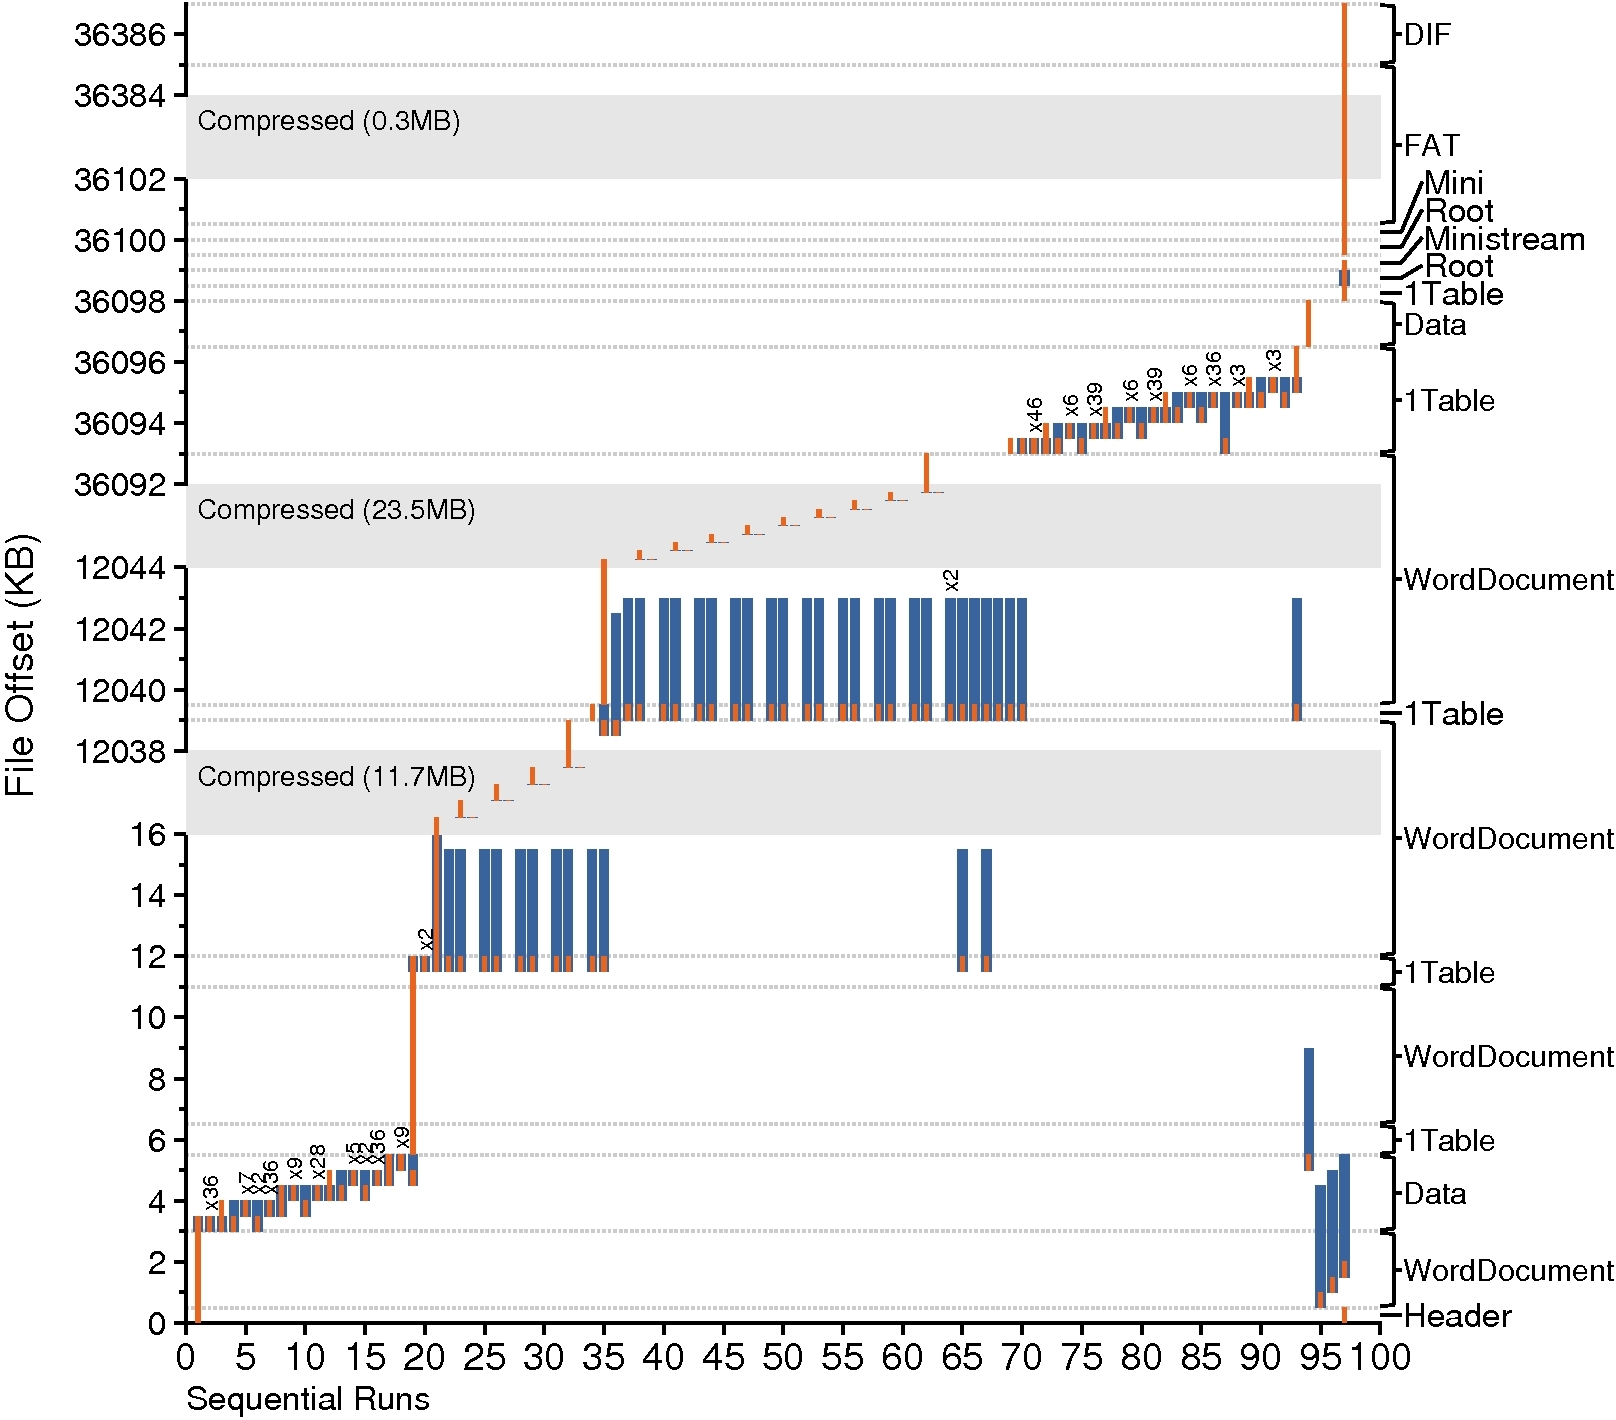 36386
DIF
36384
Compressed (0.3MB)
FAT
36102
Mini
Root
36100
Ministream
Root
36098
1Table
Data
36096
x46
x6
x39
x6
x39
x6
x36
x3
x3
1Table
36094
36092
Compressed (23.5MB)
12044
x2
WordDocument
12042
12040
1Table
12038
Compressed (11.7MB)
16
WordDocument
14
x2
12
1Table
10
WordDocument
8
6
1Table
x36
x7
x2
x36
x9
x28
x5
x2
x36
x9
4
Data
2
WordDocument
0
Header
File Offset (KB)
0 5 10 15 20 25 30 35 40 45 50 55 60 65 70 75 80 85 90 95 100
Sequential Runs